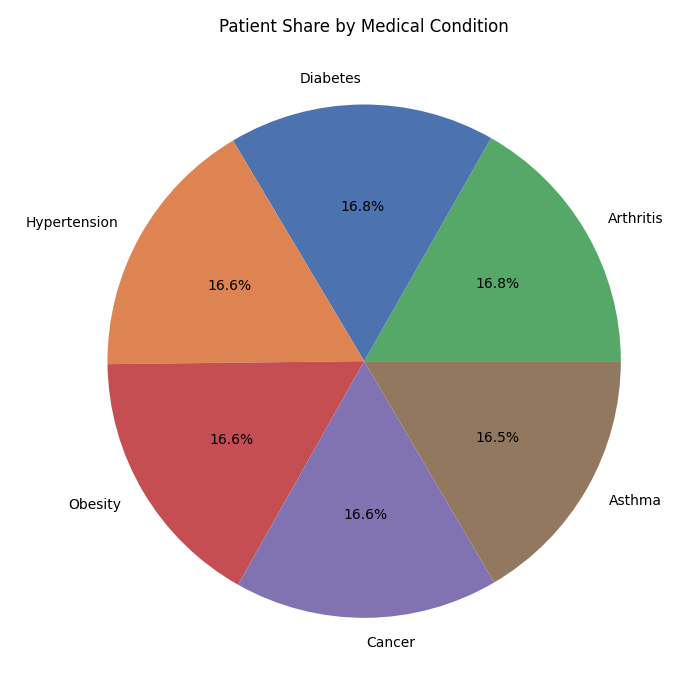 Patient Share by Medical Condition
Diabetes
16.8%
Arthritis
16.8%
Hypertension
16.6%
Obesity
16.6%
Cancer
16.6%
Asthma
16.5%